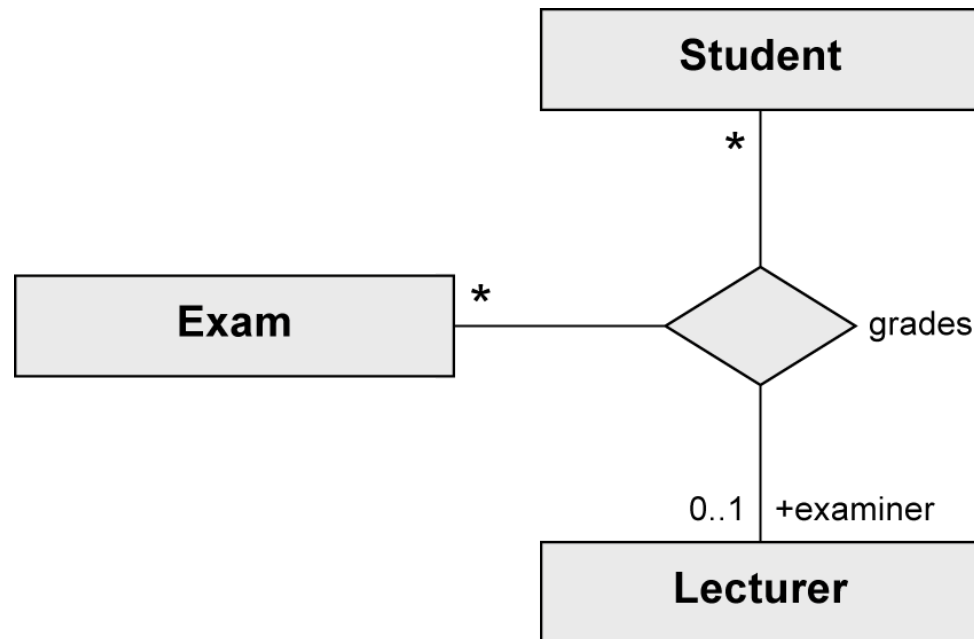 Student
*
Exam
*
grades
0..1
+examiner
Lecturer